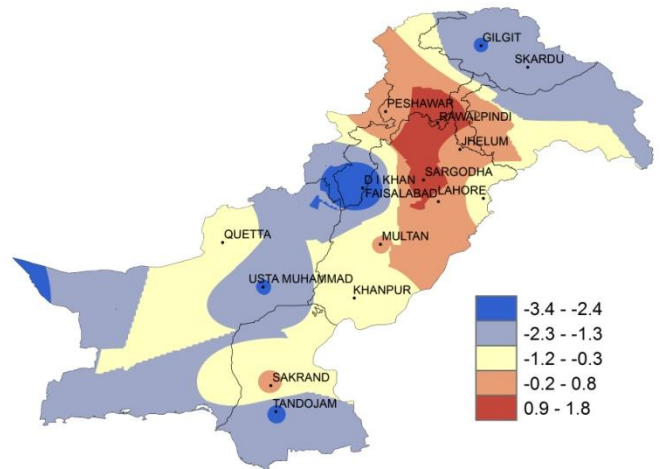 GILGIT
SKARDU
PESHAWAR
RAWALPINDI
JHELUM
D I KHAN
SARGODHA
FAISALABAD
LAHORE
QUETTA
MULTAN
USTA MUHAMMAD
KHANPUR
SAKRAND
TANDOJAM
-3.4 - -2.4
-2.3 - -1.3
-1.2 - -0.3
-0.2 - 0.8
0.9 - 1.8